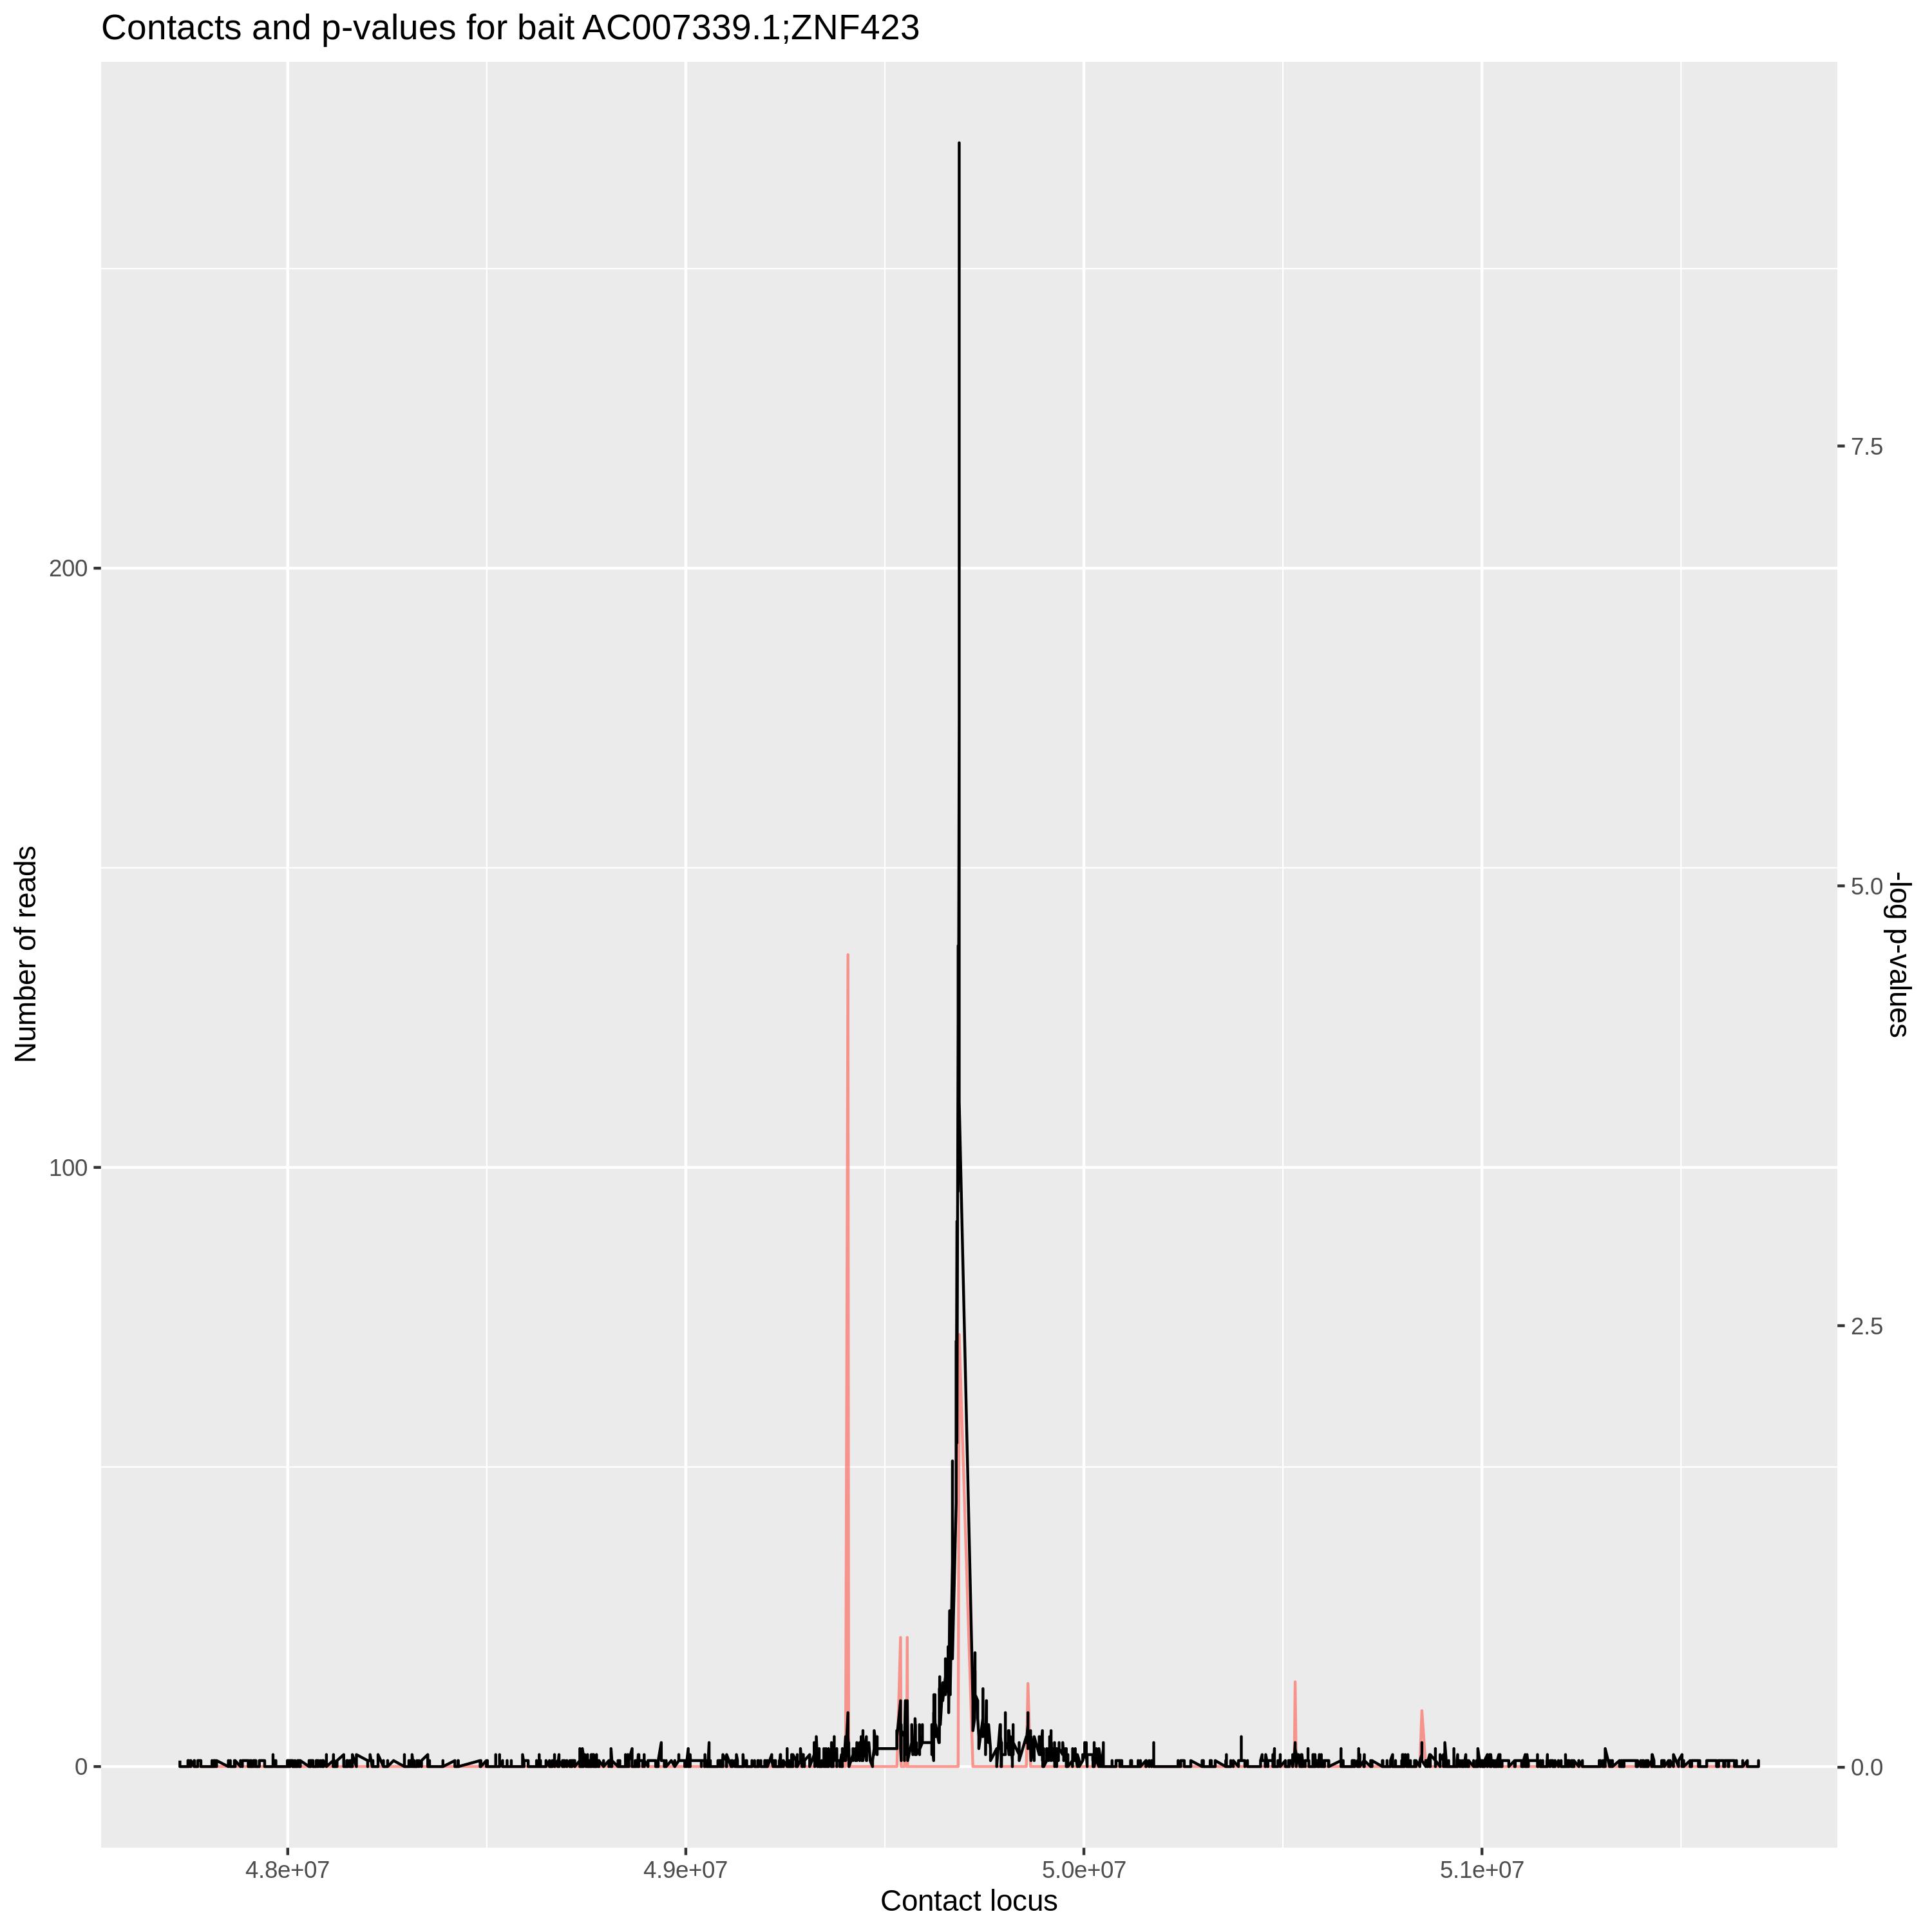 Contacts and p-values for bait AC007339.1;ZNF423
Number of reads
200
100
0
7.5
5.0
2.5
0.0
-log p-values
4.8e+07
4.9e+07
5.0e+07
5.1e+07
Contact locus